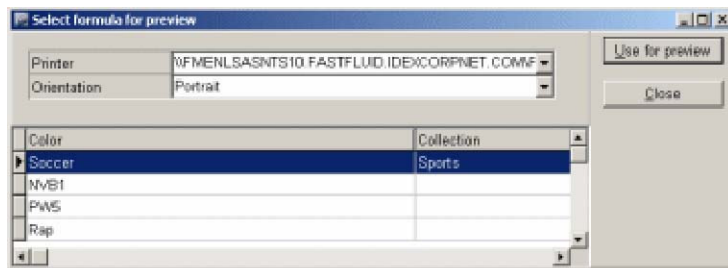 Select formula for preview
Printer
\\FMENLSASNTS10.FASTFLUID.IDEXCORPNET.COM\F
Orientation
Portrait
Use for preview
Close
Color Collection
Soccer Sports
NVB1
PW5
Rap